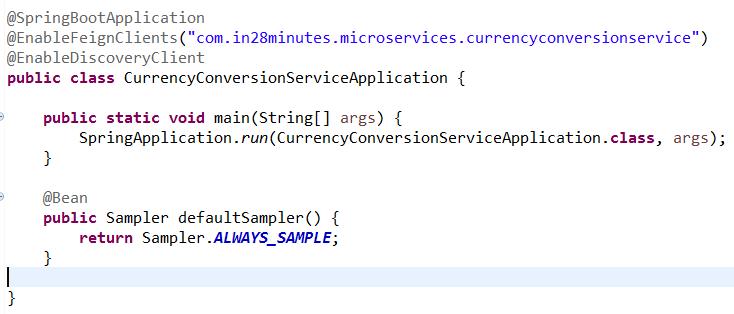 @SpringBootApplication
@EnableFeignClients("com.in28minutes.microservices.currencyconversionservice")
@EnableDiscoveryClient
public class CurrencyConversionServiceApplication {
public static void main(String[] args) {
SpringApplication.run(CurrencyConversionServiceApplication.class, args);
}
@Bean
public Sampler defaultSampler() {
return Sampler.ALWAYS_SAMPLE;
}
}